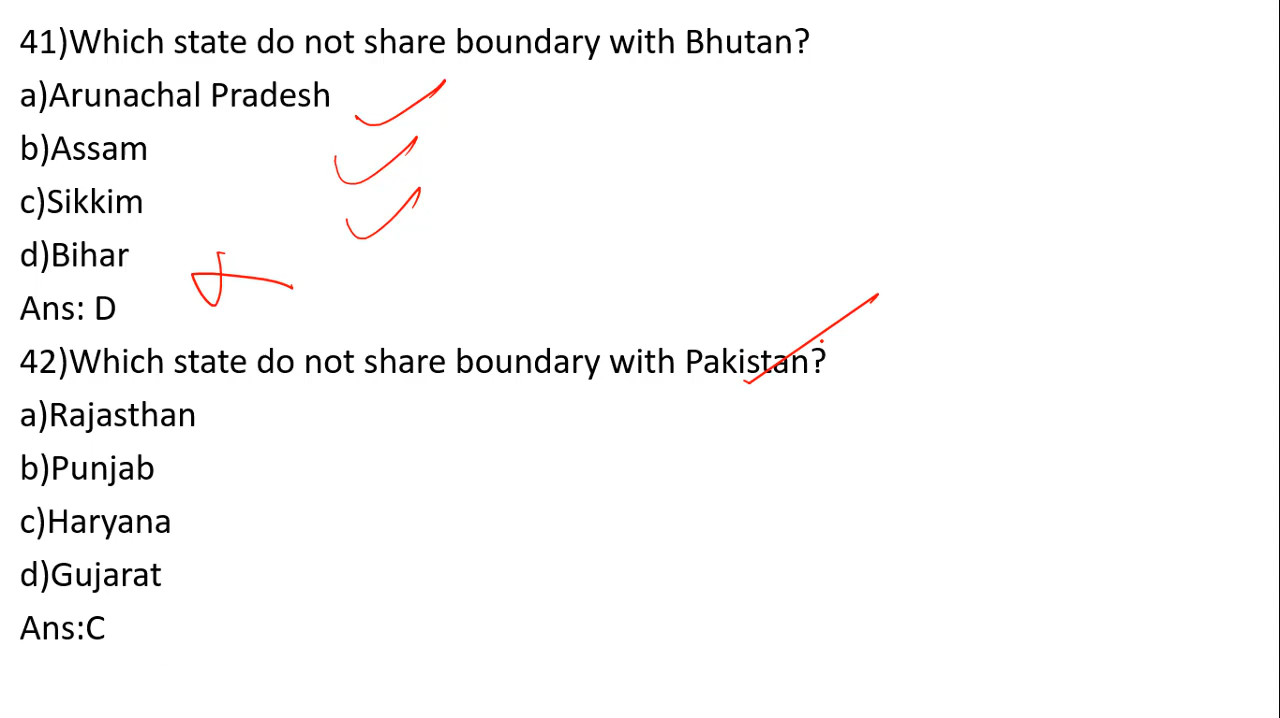 41)Which state do not share boundary with Bhutan?
a)Arunachal Pradesh
b)Assam
c)Sikkim
d)Bihar
Ans: D
42)Which state do not share boundary with Pakistan?
a)Rajasthan
b)Punjab
c)Haryana
d)Gujarat
Ans:C